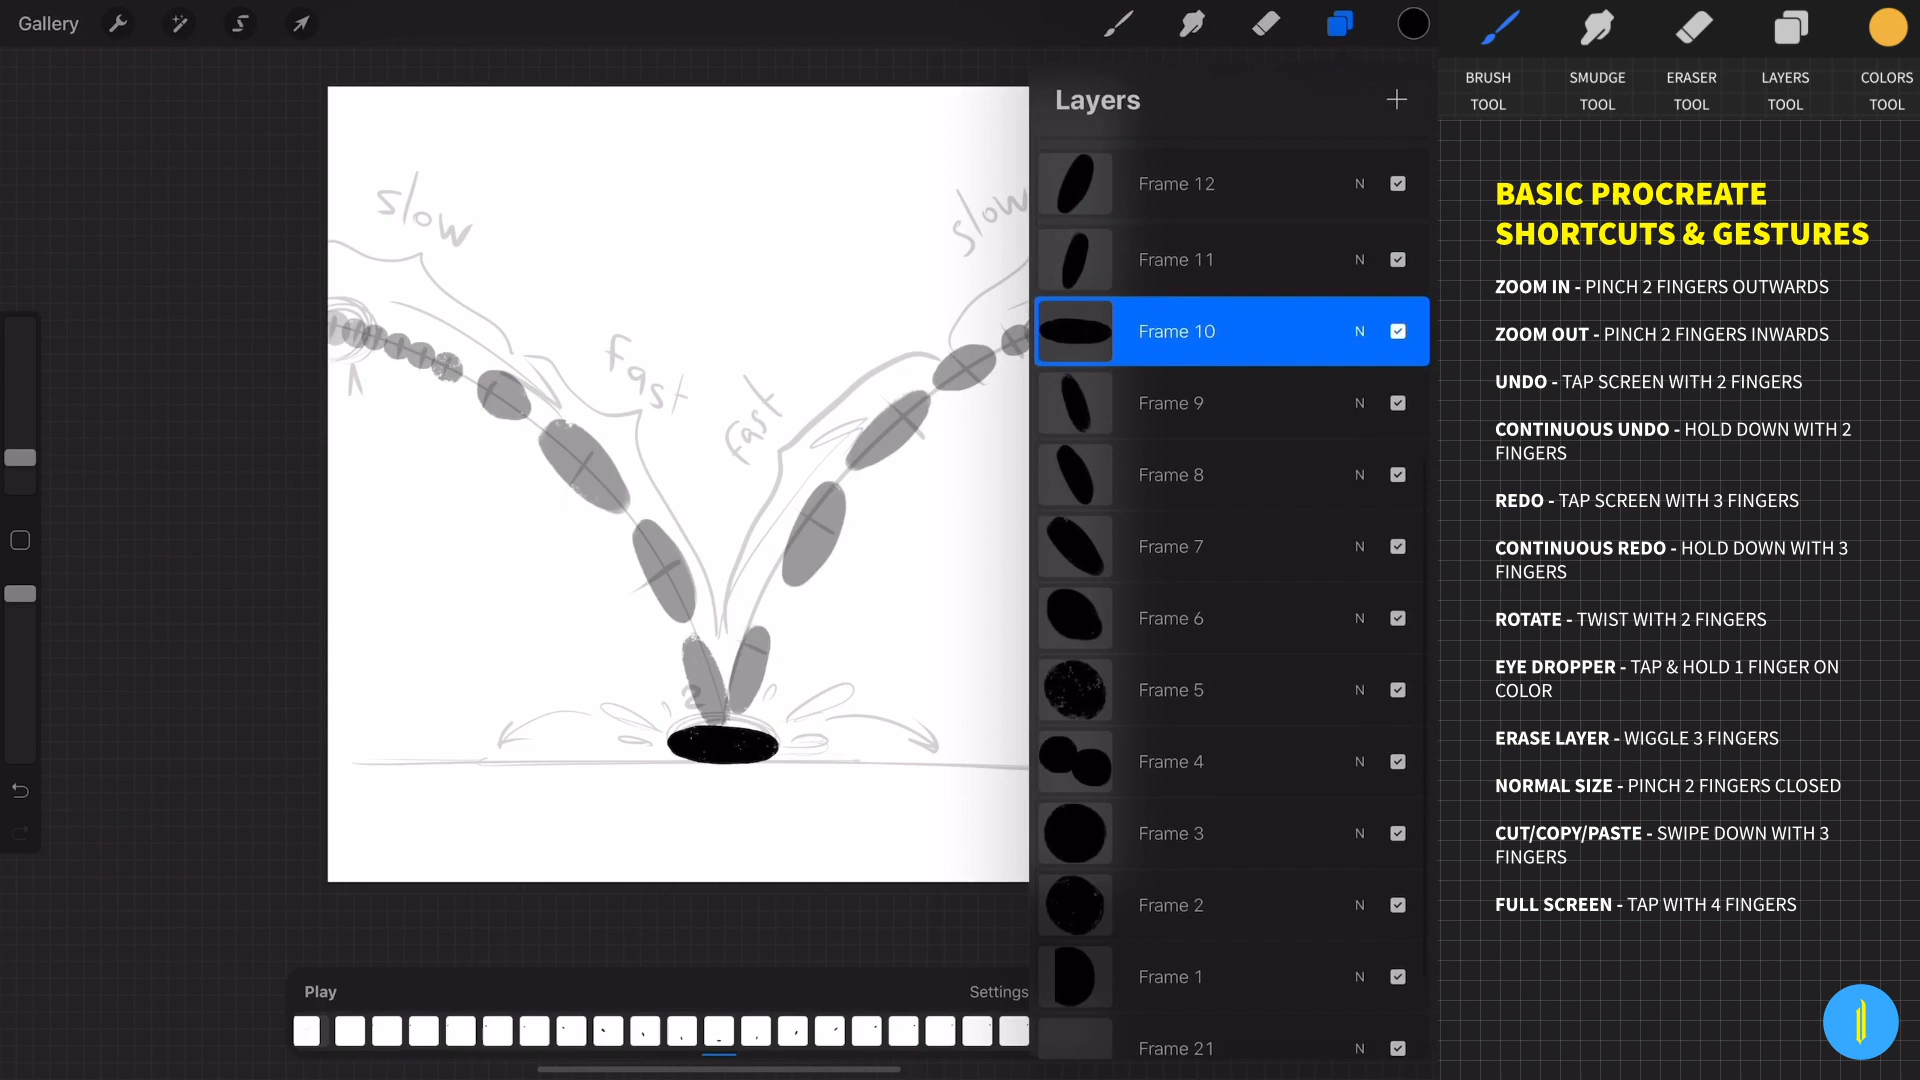 Gallery
Layers
Frame 12 N
Frame 11 N
Frame 10 N
Frame 9 N
Frame 8 N
Frame 7 N
Frame 6 N
Frame 5 N
Frame 4 N
Frame 3 N
Frame 2 N
Frame 1 N
Frame 21 N
slow
fast
fast
slow
1
2
Play
Settings
BRUSH SMUDGE ERASER LAYERS COLORS
TOOL TOOL TOOL TOOL TOOL
BASIC PROCREATE
SHORTCUTS & GESTURES
ZOOM IN - PINCH 2 FINGERS OUTWARDS
ZOOM OUT - PINCH 2 FINGERS INWARDS
UNDO - TAP SCREEN WITH 2 FINGERS
CONTINUOUS UNDO - HOLD DOWN WITH 2
FINGERS
REDO - TAP SCREEN WITH 3 FINGERS
CONTINUOUS REDO - HOLD DOWN WITH 3
FINGERS
ROTATE - TWIST WITH 2 FINGERS
EYE DROPPER - TAP & HOLD 1 FINGER ON
COLOR
ERASE LAYER - WIGGLE 3 FINGERS
NORMAL SIZE - PINCH 2 FINGERS CLOSED
CUT/COPY/PASTE - SWIPE DOWN WITH 3
FINGERS
FULL SCREEN - TAP WITH 4 FINGERS